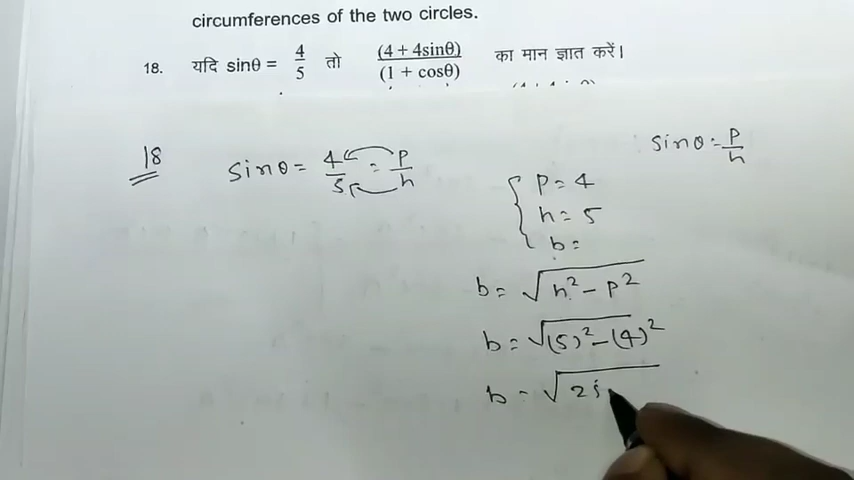 circumferences of the two circles.
18. यदि sinθ = 4/5 तो (4 + 4sinθ)/(1 + cosθ) का मान ज्ञात करें।
18 sinθ = 4/5 = P/h
sinθ = P/h
P = 4
h = 5
b =
b = √h² - P²
b = √(5)² - (4)²
b = √25